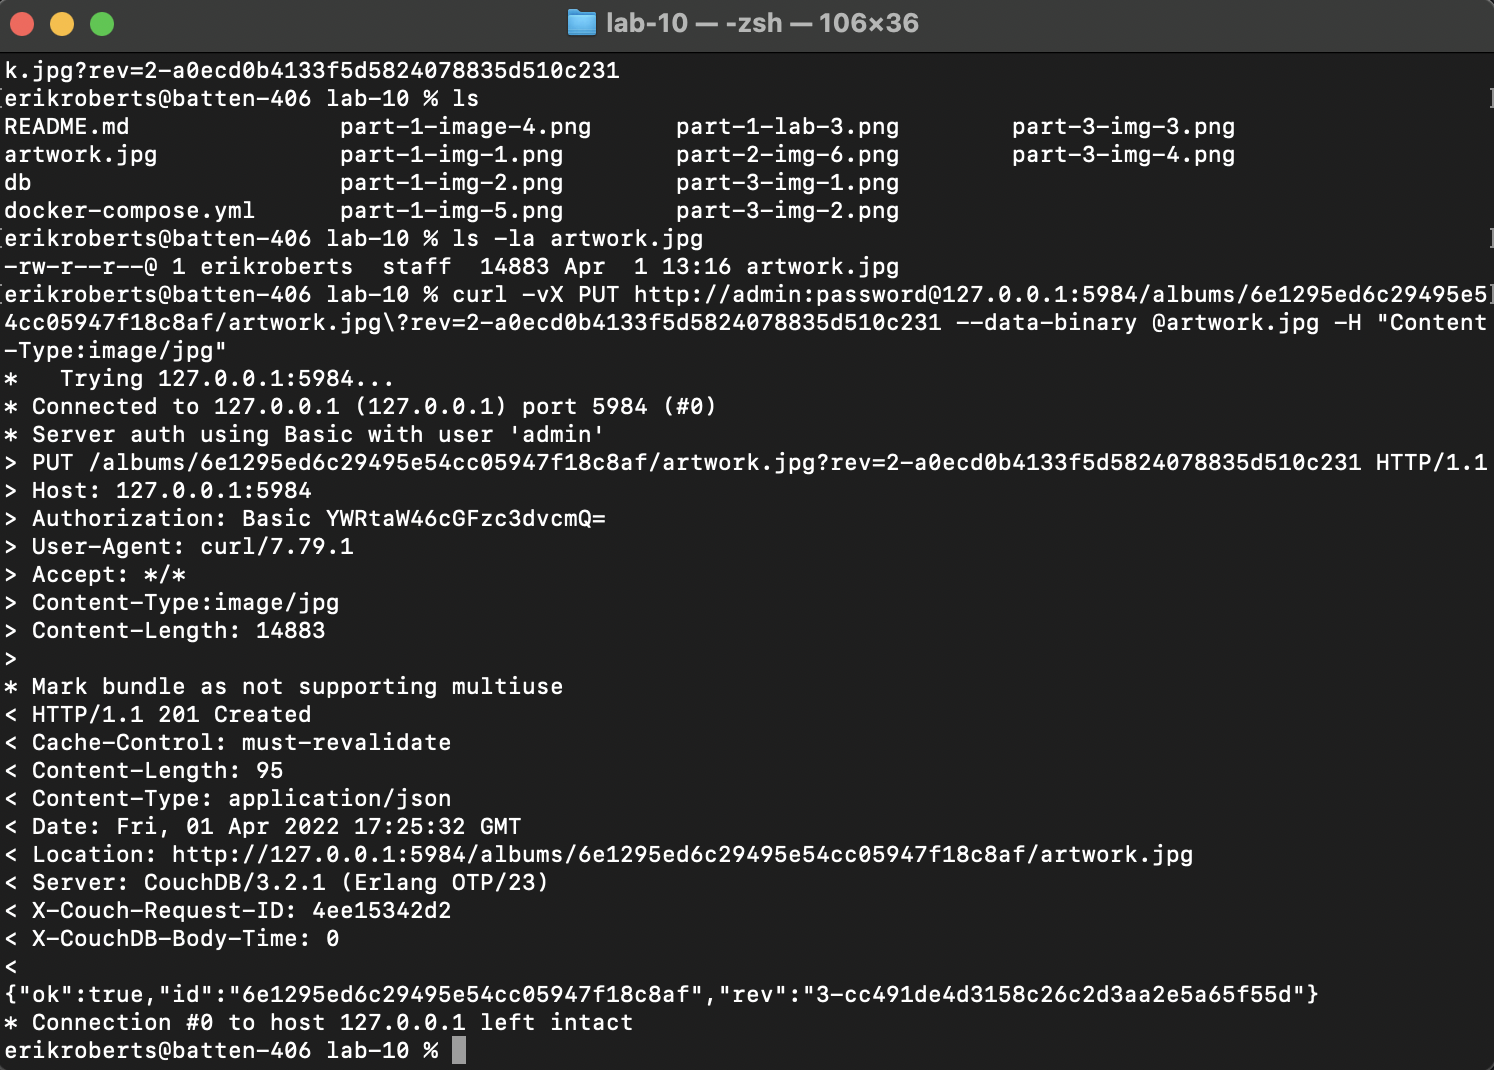 lab-10 — -zsh — 106×36
k.jpg?rev=2-a0ecd0b4133f5d5824078835d510c231
[erikroberts@batten-406 lab-10 % ls ]
README.md part-1-image-4.png part-1-lab-3.png part-3-img-3.png
artwork.jpg part-1-img-1.png part-2-img-6.png part-3-img-4.png
db part-1-img-2.png part-3-img-1.png
docker-compose.yml part-1-img-5.png part-3-img-2.png
[erikroberts@batten-406 lab-10 % ls -la artwork.jpg ]
-rw-r--r--@ 1 erikroberts  staff  14883 Apr  1 13:16 artwork.jpg
[erikroberts@batten-406 lab-10 % curl -vX PUT http://admin:password@127.0.0.1:5984/albums/6e1295ed6c29495e5]
4cc05947f18c8af/artwork.jpg\?rev=2-a0ecd0b4133f5d5824078835d510c231 --data-binary @artwork.jpg -H "Content
-Type:image/jpg"
*   Trying 127.0.0.1:5984...
* Connected to 127.0.0.1 (127.0.0.1) port 5984 (#0)
* Server auth using Basic with user 'admin'
> PUT /albums/6e1295ed6c29495e54cc05947f18c8af/artwork.jpg?rev=2-a0ecd0b4133f5d5824078835d510c231 HTTP/1.1
> Host: 127.0.0.1:5984
> Authorization: Basic YWRtaW46cGFzc3dvcmQ=
> User-Agent: curl/7.79.1
> Accept: */*
> Content-Type:image/jpg
> Content-Length: 14883
>
* Mark bundle as not supporting multiuse
< HTTP/1.1 201 Created
< Cache-Control: must-revalidate
< Content-Length: 95
< Content-Type: application/json
< Date: Fri, 01 Apr 2022 17:25:32 GMT
< Location: http://127.0.0.1:5984/albums/6e1295ed6c29495e54cc05947f18c8af/artwork.jpg
< Server: CouchDB/3.2.1 (Erlang OTP/23)
< X-Couch-Request-ID: 4ee15342d2
< X-CouchDB-Body-Time: 0
<
{"ok":true,"id":"6e1295ed6c29495e54cc05947f18c8af","rev":"3-cc491de4d3158c26c2d3aa2e5a65f55d"}
* Connection #0 to host 127.0.0.1 left intact
erikroberts@batten-406 lab-10 %